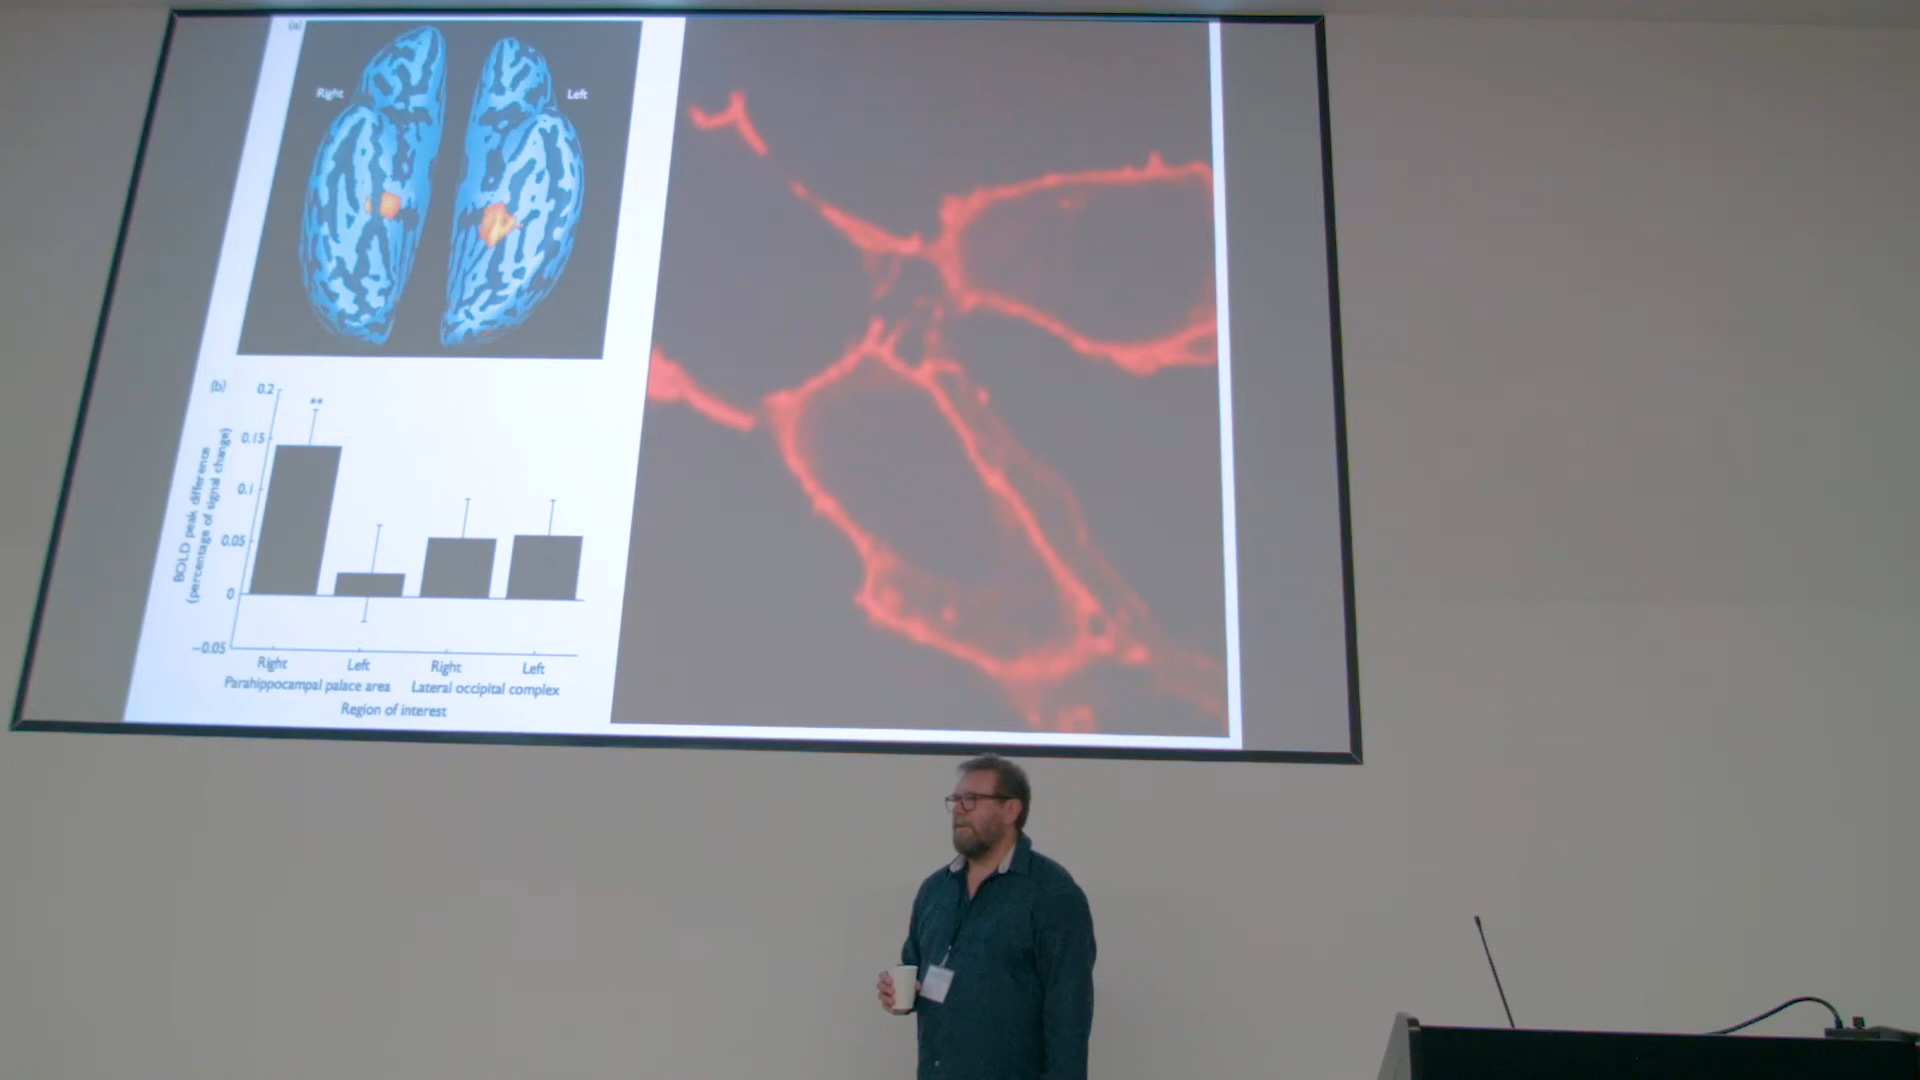 (a)
Right
Left
(b)
0.2
**
0.15
0.1
0.05
0
−0.05
BOLD peak difference
(percentage of signal change)
Right Left Right Left
Parahippocampal palace area Lateral occipital complex
Region of interest